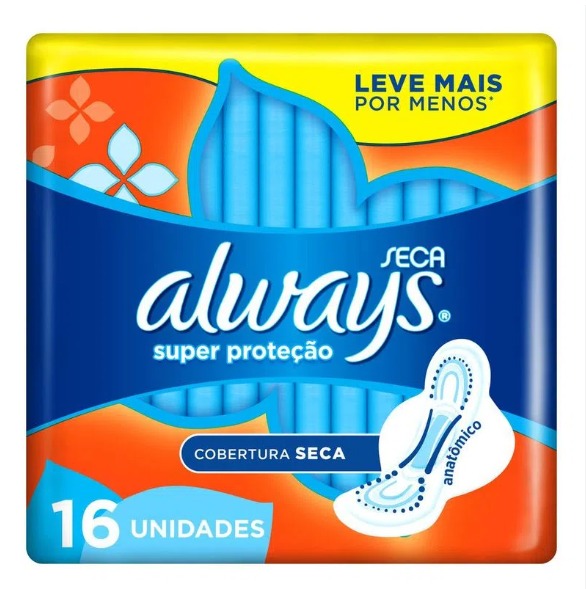 LEVE MAIS
POR MENOS*
SECA
always®
super proteção
COBERTURA SECA
anatômico
16 UNIDADES